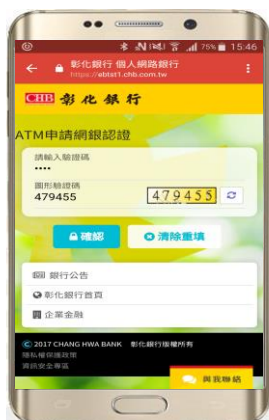 75% 15:46
彰化銀行 個人網路銀行
https://ebtst1.chb.com.tw
CHB 彰化銀行
ATM申請網銀認證
請輸入驗證碼
••••
圖形驗證碼
479455 479455
確認 清除重填
銀行公告
彰化銀行首頁
企業金融
© 2017 CHANG HWA BANK 彰化銀行版權所有
隱私權保護政策
資訊安全專區
與我聯絡